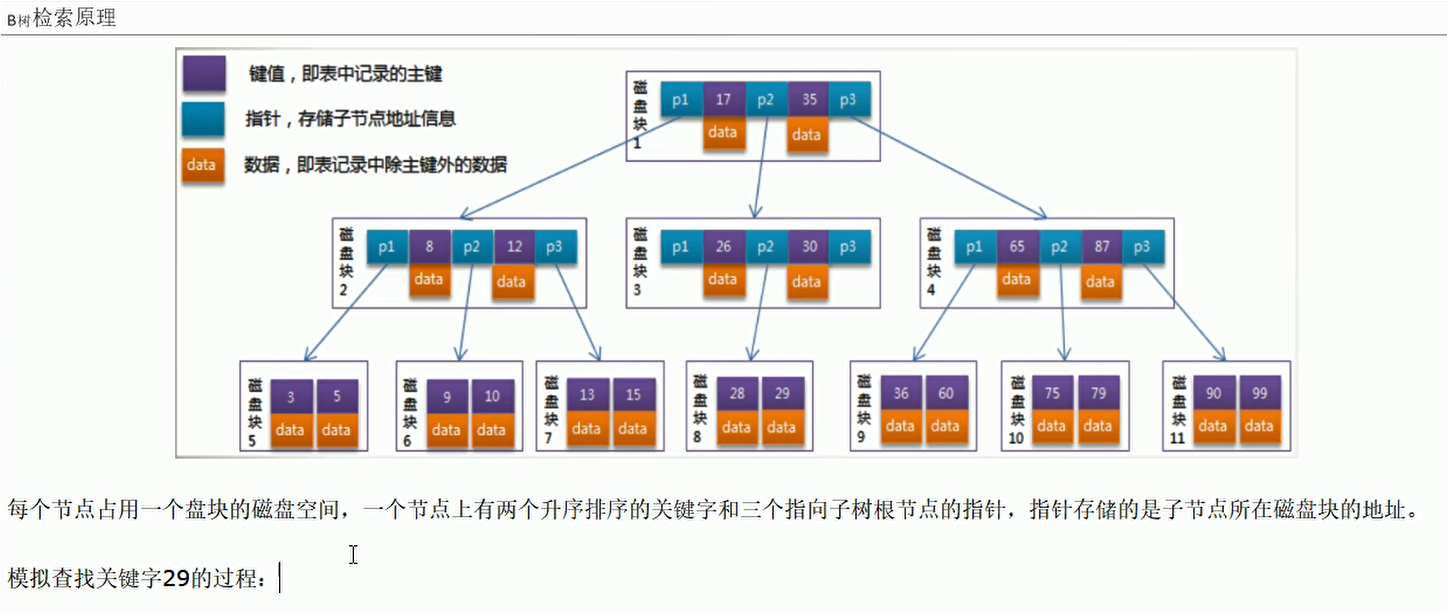 B树检索原理
键值，即表中记录的主键
指针，存储子节点地址信息
data 数据，即表记录中除主键外的数据
磁盘块1 p1 17 p2 35 p3
data data
磁盘块2 p1 8 p2 12 p3
data data
磁盘块3 p1 26 p2 30 p3
data data
磁盘块4 p1 65 p2 87 p3
data data
磁盘块5 3 5
data data
磁盘块6 9 10
data data
磁盘块7 13 15
data data
磁盘块8 28 29
data data
磁盘块9 36 60
data data
磁盘块10 75 79
data data
磁盘块11 90 99
data data
每个节点占用一个盘块的磁盘空间，一个节点上有两个升序排序的关键字和三个指向子树根节点的指针，指针存储的是子节点所在磁盘块的地址。
模拟查找关键字29的过程：